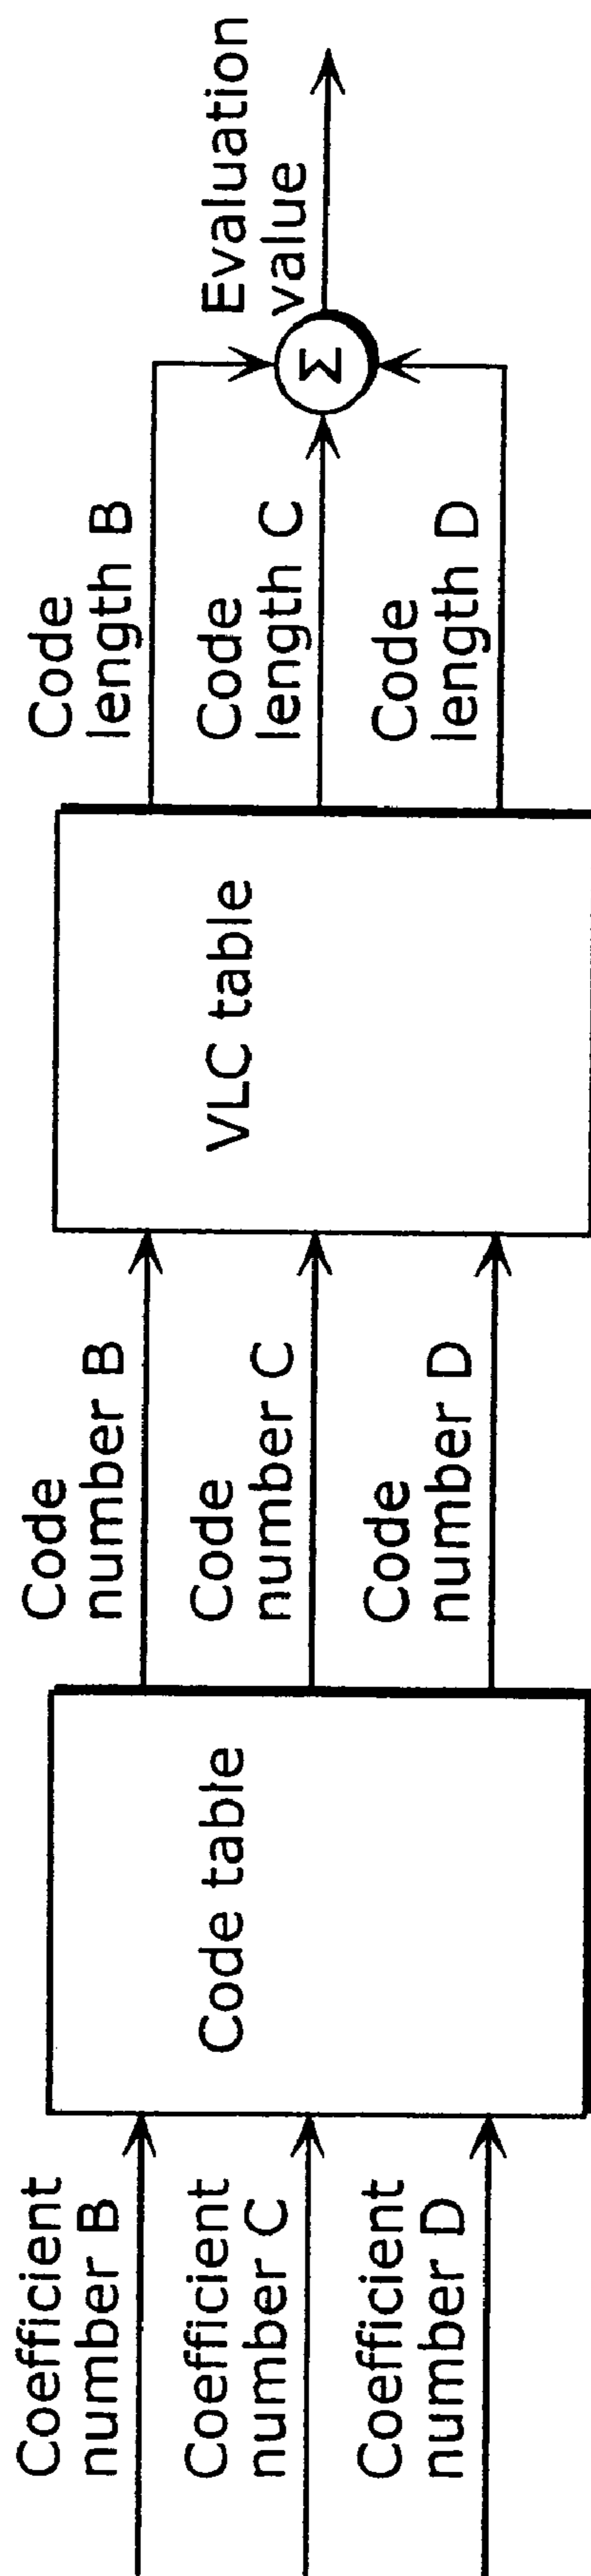 Coefficient
number B
Coefficient
number C
Coefficient
number D
Code table
Code
number B
Code
number C
Code
number D
VLC table
Code
length B
Code
length C
Code
length D
Σ
Evaluation
value